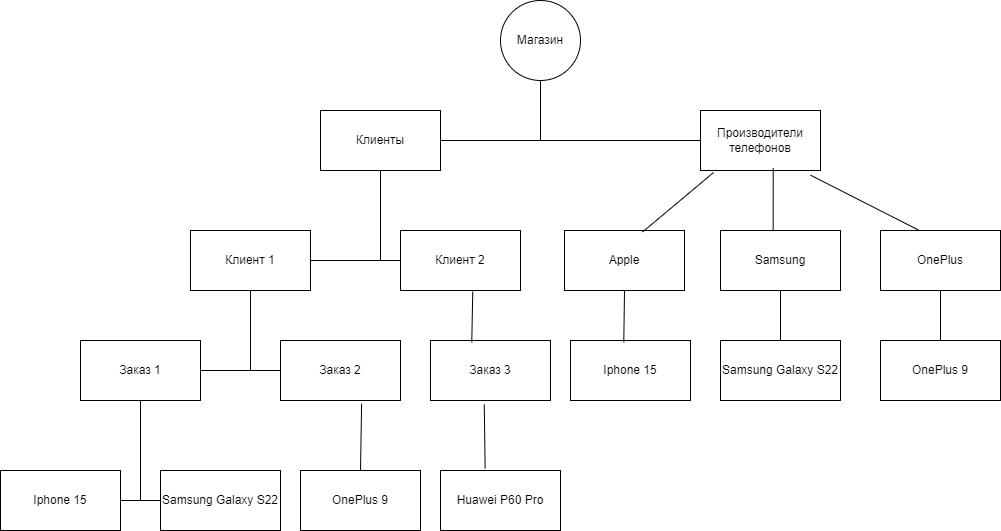 Магазин
Клиенты
Производители
телефонов
Клиент 1
Клиент 2
Apple
Samsung
OnePlus
Заказ 1
Заказ 2
Заказ 3
Iphone 15
Samsung Galaxy S22
OnePlus 9
Iphone 15
Samsung Galaxy S22
OnePlus 9
Huawei P60 Pro